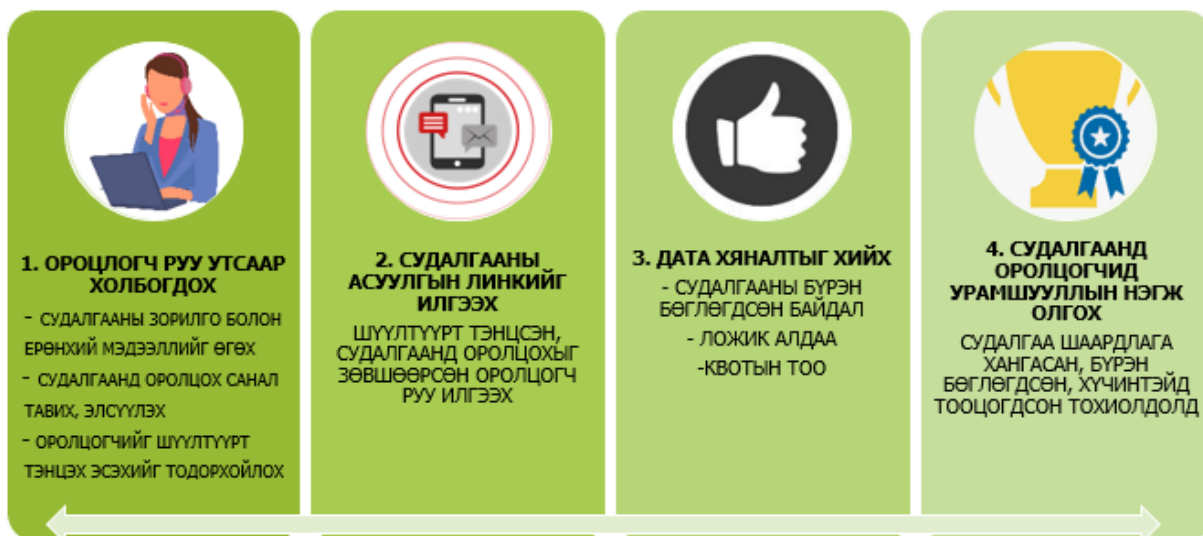 1. ОРОЦЛОГЧ РУУ УТСААР
ХОЛБОГДОХ
- СУДАЛГААНЫ ЗОРИЛГО БОЛОН
ЕРӨНХИЙ МЭДЭЭЛЛИЙГ ӨГӨХ
- СУДАЛГААНД ОРОЛЦОХ САНАЛ
ТАВИХ, ЭЛСҮҮЛЭХ
- ОРОЛЦОГЧИЙГ ШҮҮЛТҮҮРТ
ТЭНЦЭХ ЭСЭХИЙГ ТОДОРХОЙЛОХ
2. СУДАЛГААНЫ
АСУУЛГЫН ЛИНКИЙГ
ИЛГЭЭХ
ШҮҮЛТҮҮРТ ТЭНЦСЭН,
СУДАЛГААНД ОРОЛЦОХЫГ
ЗӨВШӨӨРСӨН ОРОЛЦОГЧ
РУУ ИЛГЭЭХ
3. ДАТА ХЯНАЛТЫГ ХИЙХ
- СУДАЛГААНЫ БҮРЭН
БӨГЛӨГДСӨН БАЙДАЛ
- ЛОЖИК АЛДАА
-КВОТЫН ТОО
4. СУДАЛГААНД
ОРОЛЦОГЧИД
УРАМШУУЛЛЫН НЭГЖ
ОЛГОХ
СУДАЛГАА ШААРДЛАГА
ХАНГАСАН, БҮРЭН
БӨГЛӨГДСӨН, ХҮЧИНТЭЙД
ТООЦОГДСОН ТОХИОЛДОЛД